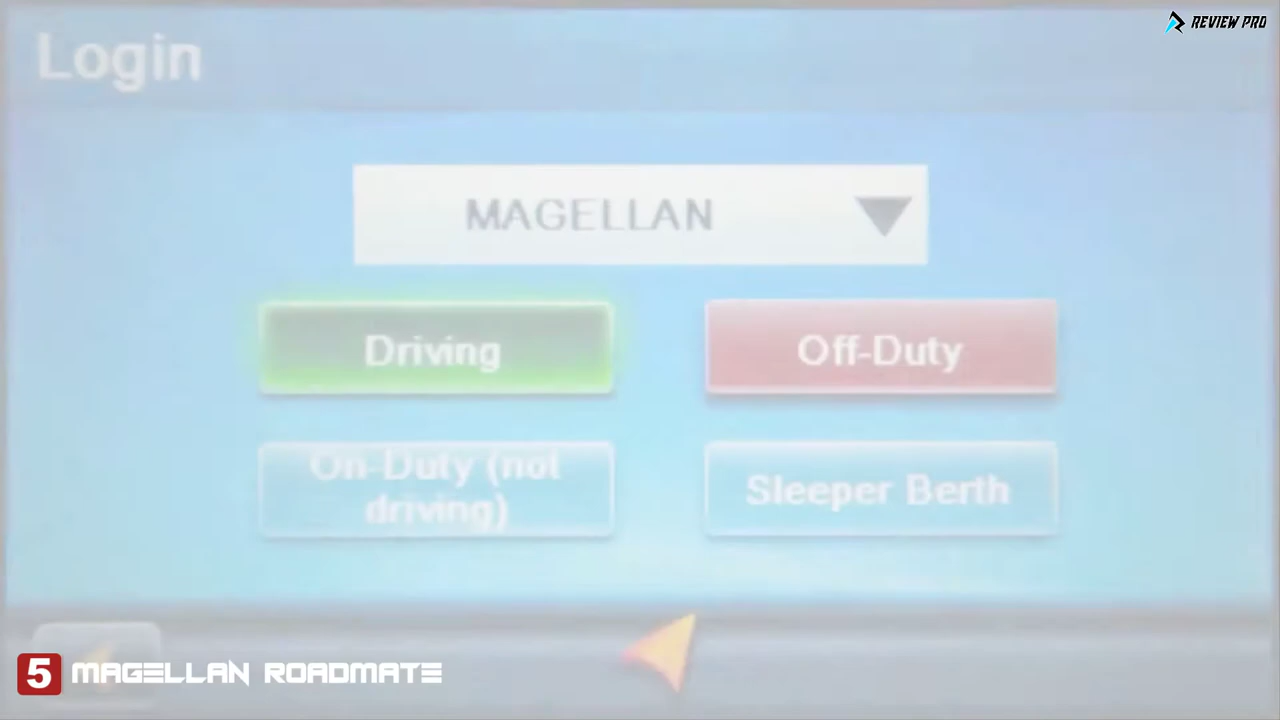 REVIEW PRO
Login
MAGELLAN
Driving
Off-Duty
On-Duty (not
driving)
Sleeper Berth
5 MAGELLAN ROADMATE